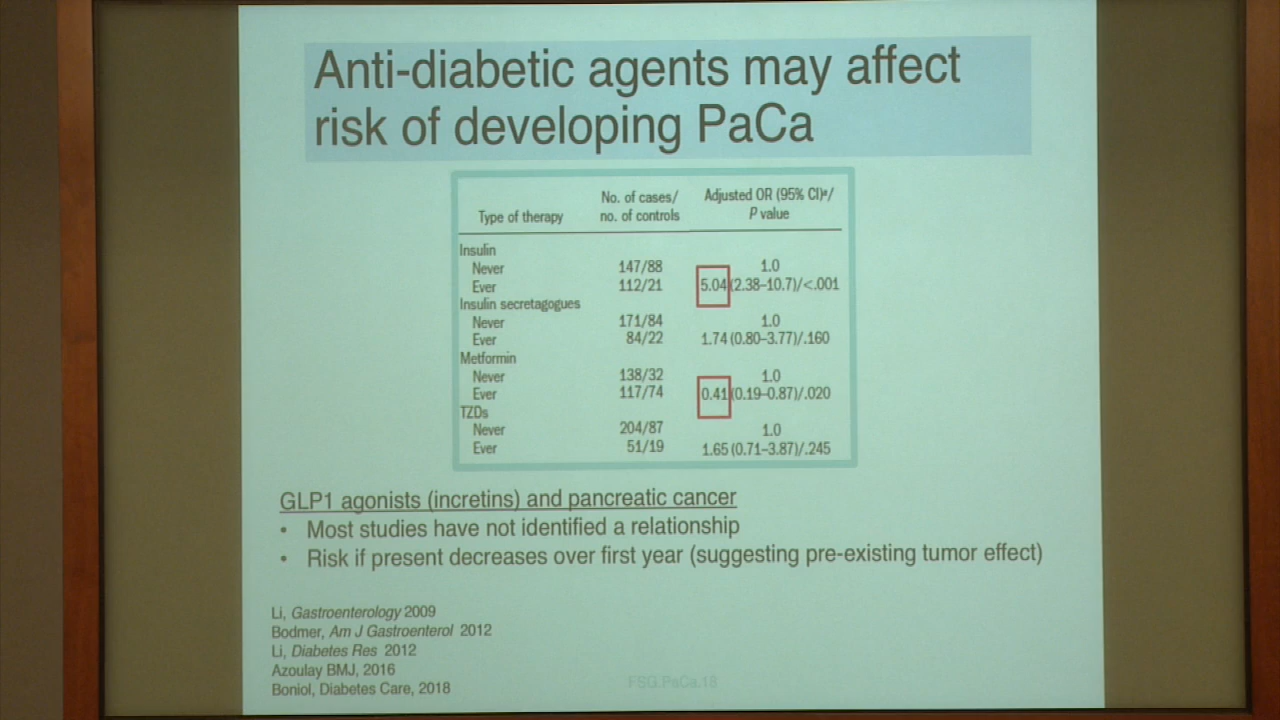 Anti-diabetic agents may affect
risk of developing PaCa
Type of therapy No. of cases/ no. of controls Adjusted OR (95% CI)ᵃ/ P value
Insulin
Never 147/88 1.0
Ever 112/21 5.04 (2.38–10.7)/<.001
Insulin secretagogues
Never 171/84 1.0
Ever 84/22 1.74 (0.80–3.77)/.160
Metformin
Never 138/32 1.0
Ever 117/74 0.41 (0.19–0.87)/.020
TZDs
Never 204/87 1.0
Ever 51/19 1.65 (0.71–3.87)/.245
GLP1 agonists (incretins) and pancreatic cancer
• Most studies have not identified a relationship
• Risk if present decreases over first year (suggesting pre-existing tumor effect)
Li, Gastroenterology 2009
Bodmer, Am J Gastroenterol 2012
Li, Diabetes Res 2012
Azoulay BMJ, 2016
Boniol, Diabetes Care, 2018
FSG.PaCa.18